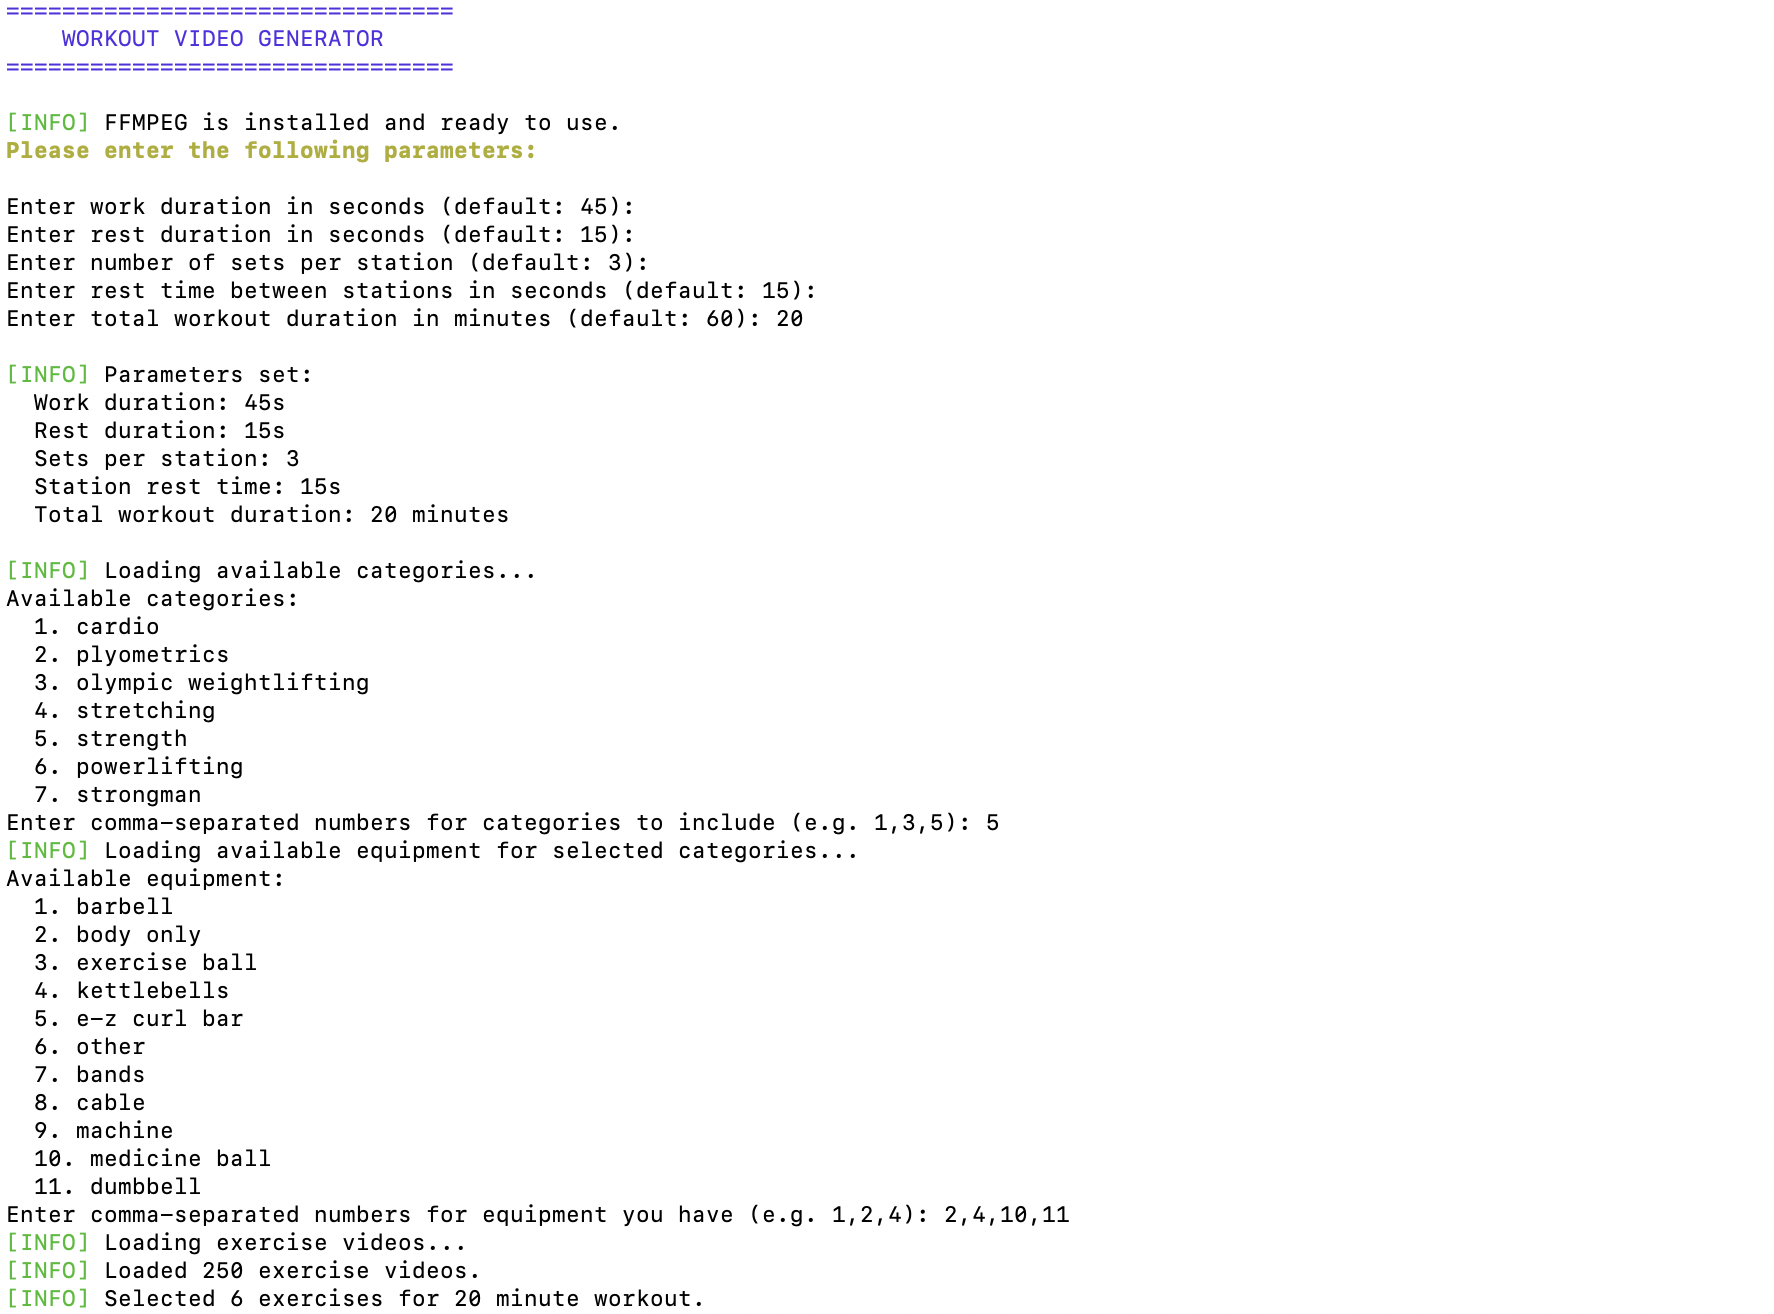 ================================
    WORKOUT VIDEO GENERATOR
================================

[INFO] FFMPEG is installed and ready to use.
Please enter the following parameters:

Enter work duration in seconds (default: 45):
Enter rest duration in seconds (default: 15):
Enter number of sets per station (default: 3):
Enter rest time between stations in seconds (default: 15):
Enter total workout duration in minutes (default: 60): 20

[INFO] Parameters set:
  Work duration: 45s
  Rest duration: 15s
  Sets per station: 3
  Station rest time: 15s
  Total workout duration: 20 minutes

[INFO] Loading available categories...
Available categories:
  1. cardio
  2. plyometrics
  3. olympic weightlifting
  4. stretching
  5. strength
  6. powerlifting
  7. strongman
Enter comma-separated numbers for categories to include (e.g. 1,3,5): 5
[INFO] Loading available equipment for selected categories...
Available equipment:
  1. barbell
  2. body only
  3. exercise ball
  4. kettlebells
  5. e-z curl bar
  6. other
  7. bands
  8. cable
  9. machine
  10. medicine ball
  11. dumbbell
Enter comma-separated numbers for equipment you have (e.g. 1,2,4): 2,4,10,11
[INFO] Loading exercise videos...
[INFO] Loaded 250 exercise videos.
[INFO] Selected 6 exercises for 20 minute workout.